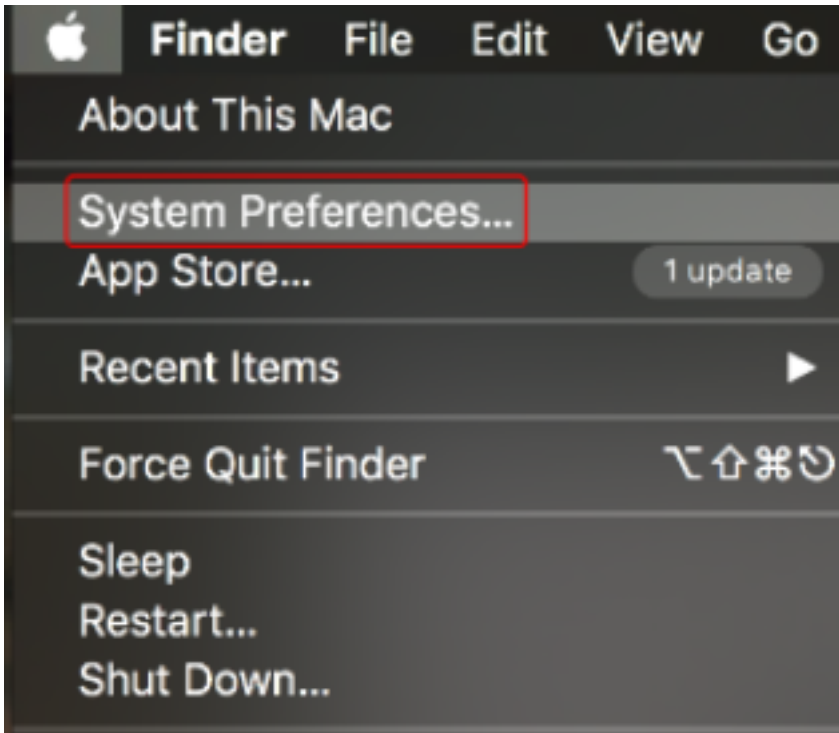 Finder File Edit View Go
About This Mac
System Preferences...
App Store... 1 update
Recent Items ▶
Force Quit Finder ⌥⇧⌘⎋
Sleep
Restart...
Shut Down...